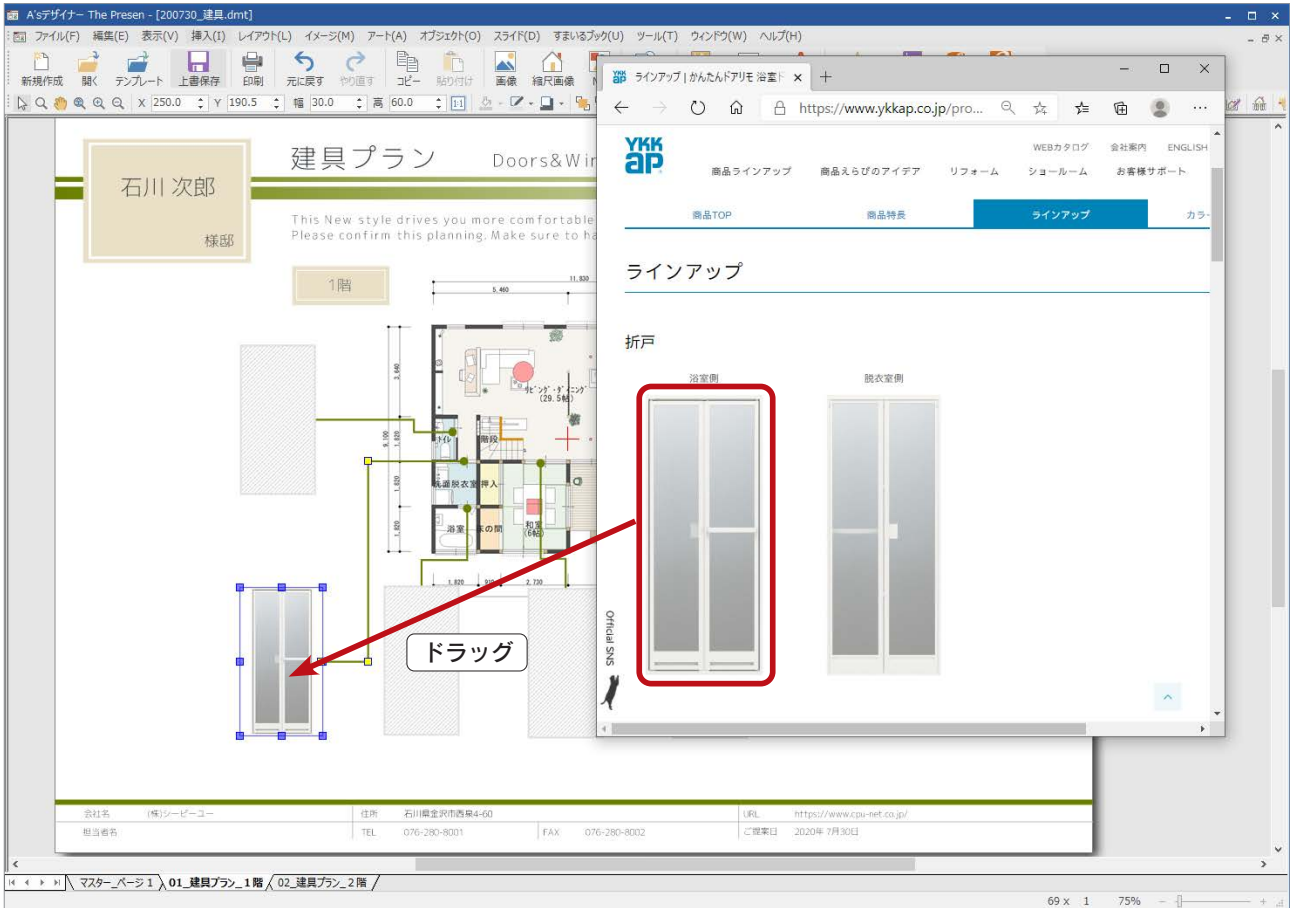 A'sデザイナー The Presen - [200730_建具.dmt]
ファイル(F) 編集(E) 表示(V) 挿入(I) レイアウト(L) イメージ(M) アート(A) オブジェクト(O) スライド(D) すまいるブック(U) ツール(T) ウィンドウ(W) ヘルプ(H)
新規作成 開く テンプレート 上書保存 印刷 元に戻す やり直す コピー 貼り付け 画像 縮尺画像
X 250.0 Y 190.5 幅 30.0 高 60.0
石川 次郎
様邸
建具プラン Doors&Wi
This New style drives you more comfortable
Please confirm this planning. Make sure to ha
1階
11,830
5,460
3,640
9,100
1,820
1,820
1,820
リビング・ダイニング
(29.5帖)
トイレ
階段
洗面脱衣室
押入
浴室
床の間
和室
(6帖)
1,820 910 2,730
ドラッグ
ラインアップ | かんたんドアリモ 浴室ド
https://www.ykkap.co.jp/pro...
YKK
ap
WEBカタログ 会社案内 ENGLISH
商品ラインアップ 商品えらびのアイデア リフォーム ショールーム お客様サポート
商品TOP 商品特長 ラインアップ カラ-
ラインアップ
折戸
浴室側 脱衣室側
Official SNS
会社名 (株)シーピーユー 住所 石川県金沢市西泉4-60 URL https://www.cpu-net.co.jp/
担当者名 TEL 076-280-8001 FAX 076-280-8002 ご提案日 2020年 7月30日
マスター_ページ 1 01_建具プラン_1階 02_建具プラン_2階
69 x 1 75%